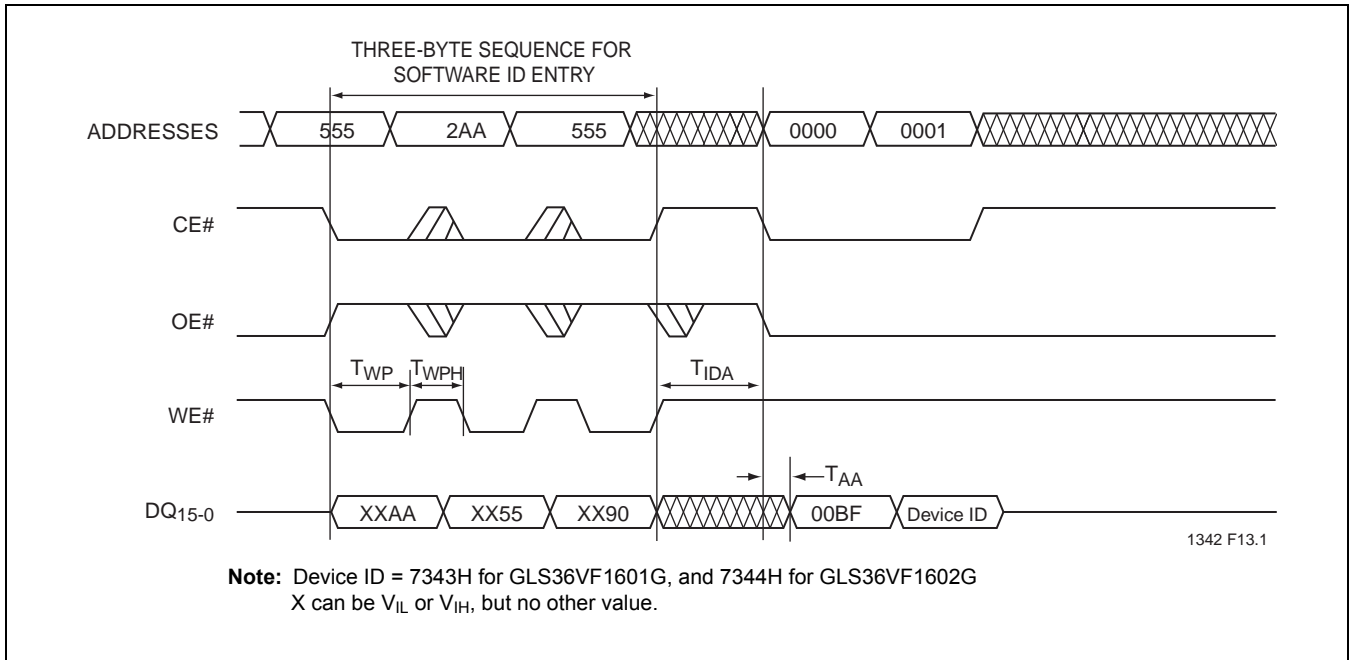 THREE-BYTE SEQUENCE FOR
SOFTWARE ID ENTRY
ADDRESSES 555 2AA 555 0000 0001
CE#
OE#
TWP TWPH TIDA
WE#
TAA
DQ15-0 XXAA XX55 XX90 00BF Device ID
1342 F13.1
Note: Device ID = 7343H for GLS36VF1601G, and 7344H for GLS36VF1602G
X can be VIL or VIH, but no other value.